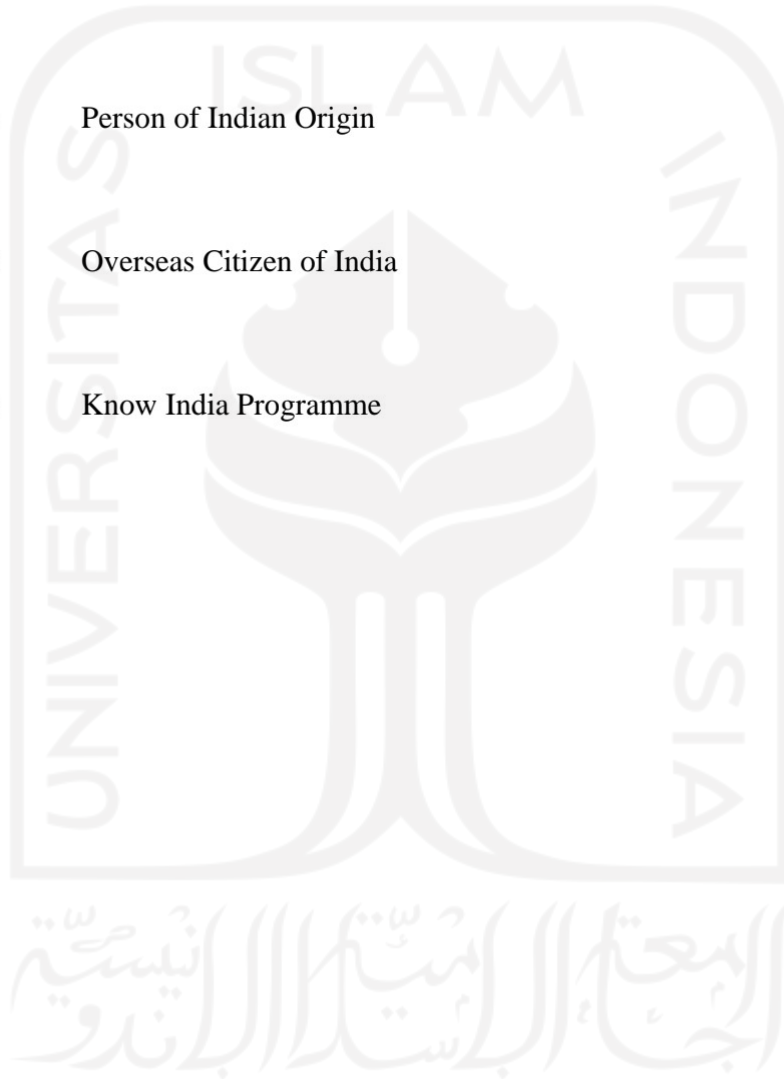 ISLAM
Person of Indian Origin
UNIVERSITAS
INDONESIA
Overseas Citizen of India
Know India Programme